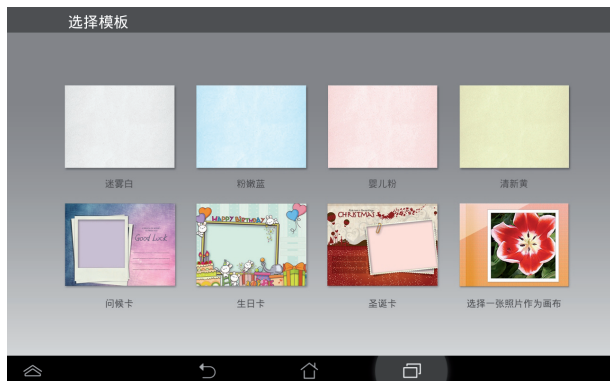 选择模板
迷雾白
粉嫩蓝
婴儿粉
清新黄
Good Luck
HAPPY BIRTHDAY
CHRISTMAS
问候卡
生日卡
圣诞卡
选择一张照片作为画布